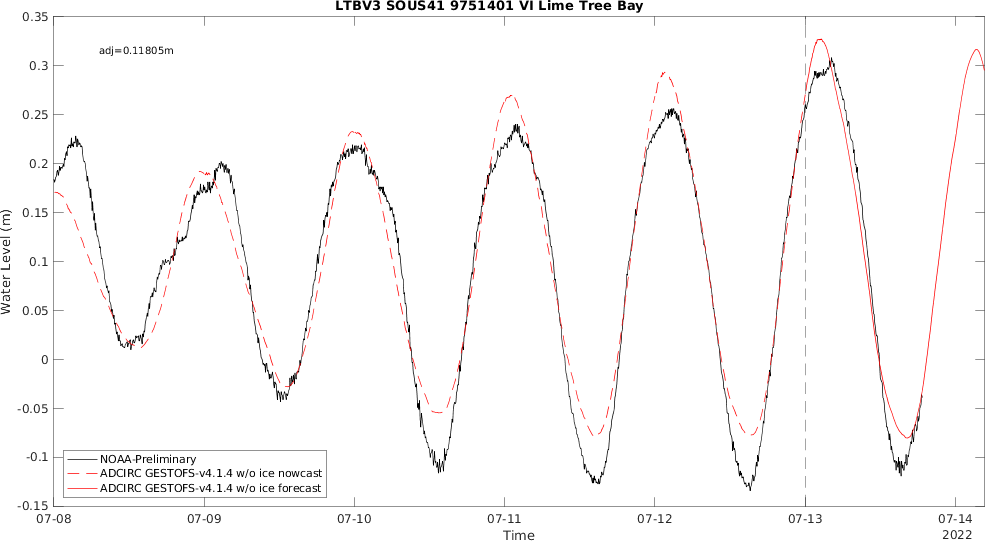 LTBV3 SOUS41 9751401 VI Lime Tree Bay
adj=0.11805m
0.35
0.3
0.25
0.2
0.15
0.1
0.05
0
-0.05
-0.1
-0.15
Water Level (m)
NOAA-Preliminary
ADCIRC GESTOFS-v4.1.4 w/o ice nowcast
ADCIRC GESTOFS-v4.1.4 w/o ice forecast
07-08 07-09 07-10 07-11 07-12 07-13 07-14
2022
Time